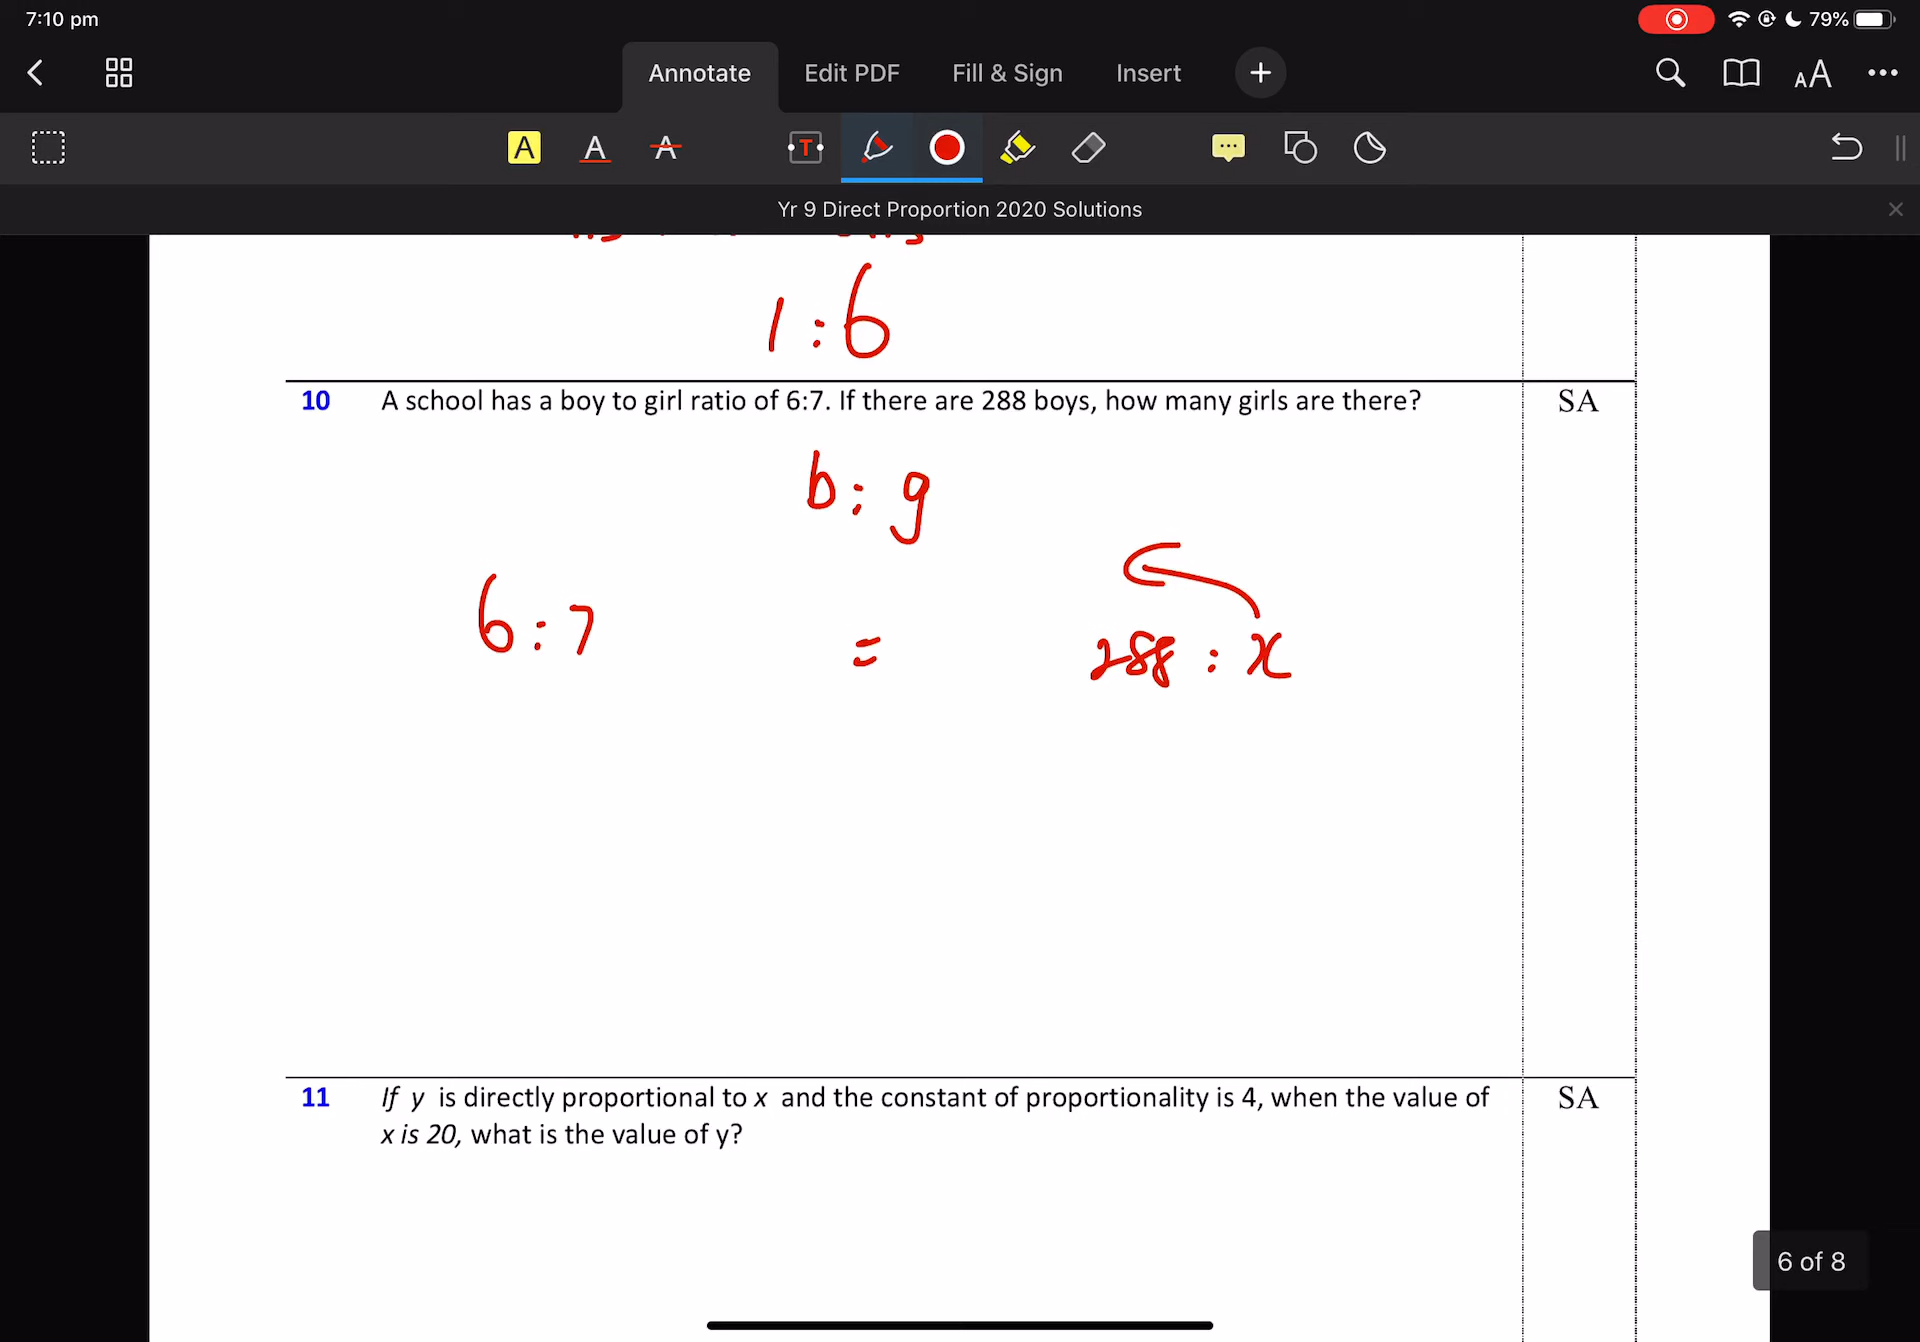 7:10 pm
79%
Annotate
Edit PDF
Fill & Sign
Insert
AA
A
A
A
T
Yr 9 Direct Proportion 2020 Solutions
1:6
10 A school has a boy to girl ratio of 6:7. If there are 288 boys, how many girls are there? SA
b:g
6:7 = 288:x
11 If y is directly proportional to x and the constant of proportionality is 4, when the value of SA
x is 20, what is the value of y?
6 of 8